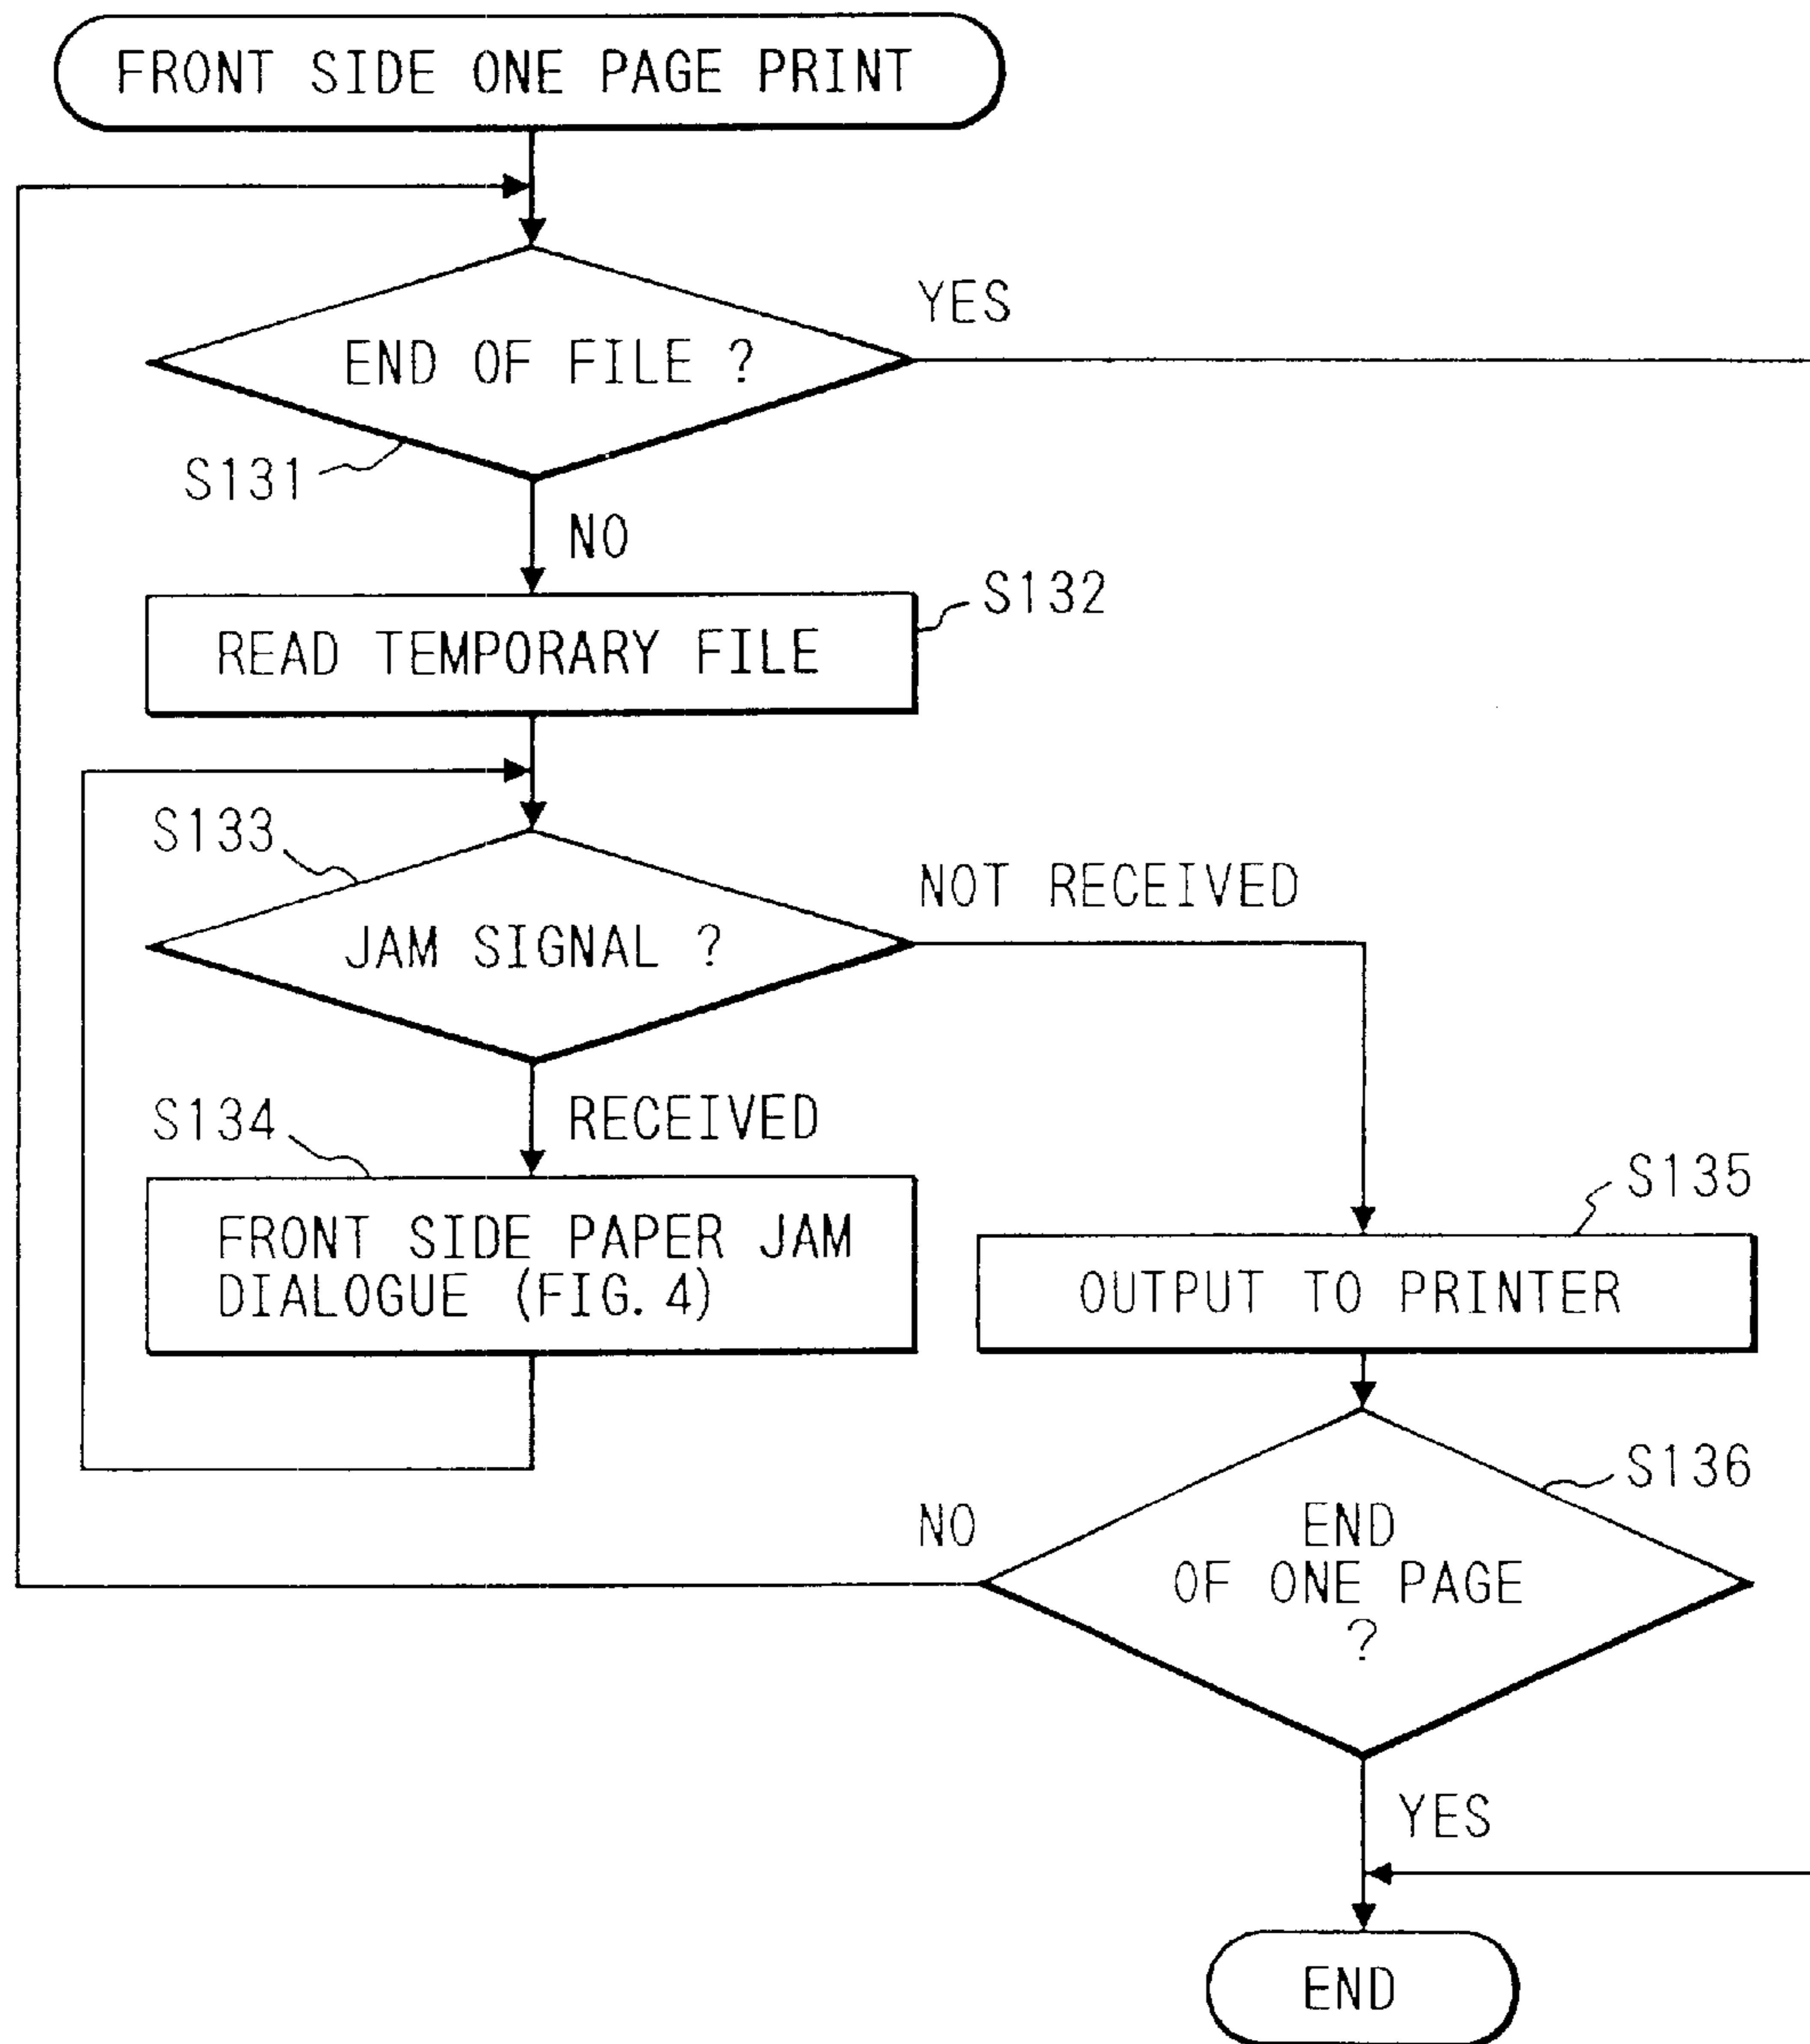 FRONT SIDE ONE PAGE PRINT
YES
END OF FILE ?
S131
NO
S132
READ TEMPORARY FILE
S133
NOT RECEIVED
JAM SIGNAL ?
RECEIVED
S134
S135
FRONT SIDE PAPER JAM
DIALOGUE (FIG. 4)
OUTPUT TO PRINTER
S136
NO
END
OF ONE PAGE
?
YES
END